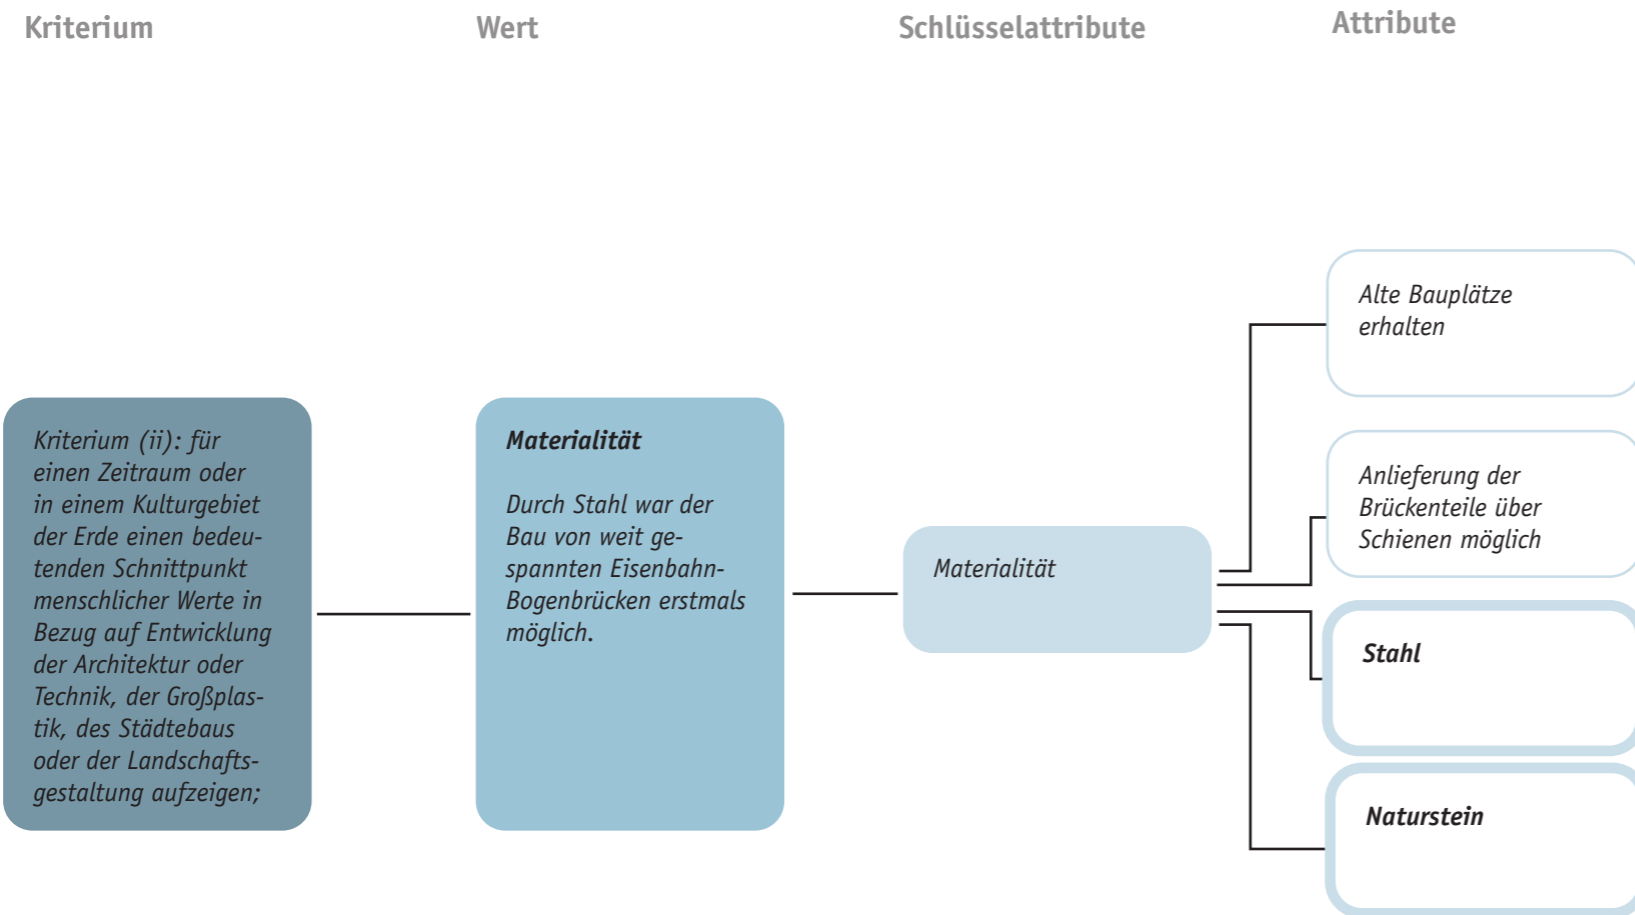 Kriterium
Wert
Schlüsselattribute
Attribute
Kriterium (ii): für
einen Zeitraum oder
in einem Kulturgebiet
der Erde einen bedeu-
tenden Schnittpunkt
menschlicher Werte in
Bezug auf Entwicklung
der Architektur oder
Technik, der Großplas-
tik, des Städtebaus
oder der Landschafts-
gestaltung aufzeigen;
Materialität
Durch Stahl war der
Bau von weit ge-
spannten Eisenbahn-
Bogenbrücken erstmals
möglich.
Materialität
Alte Bauplätze
erhalten
Anlieferung der
Brückenteile über
Schienen möglich
Stahl
Naturstein